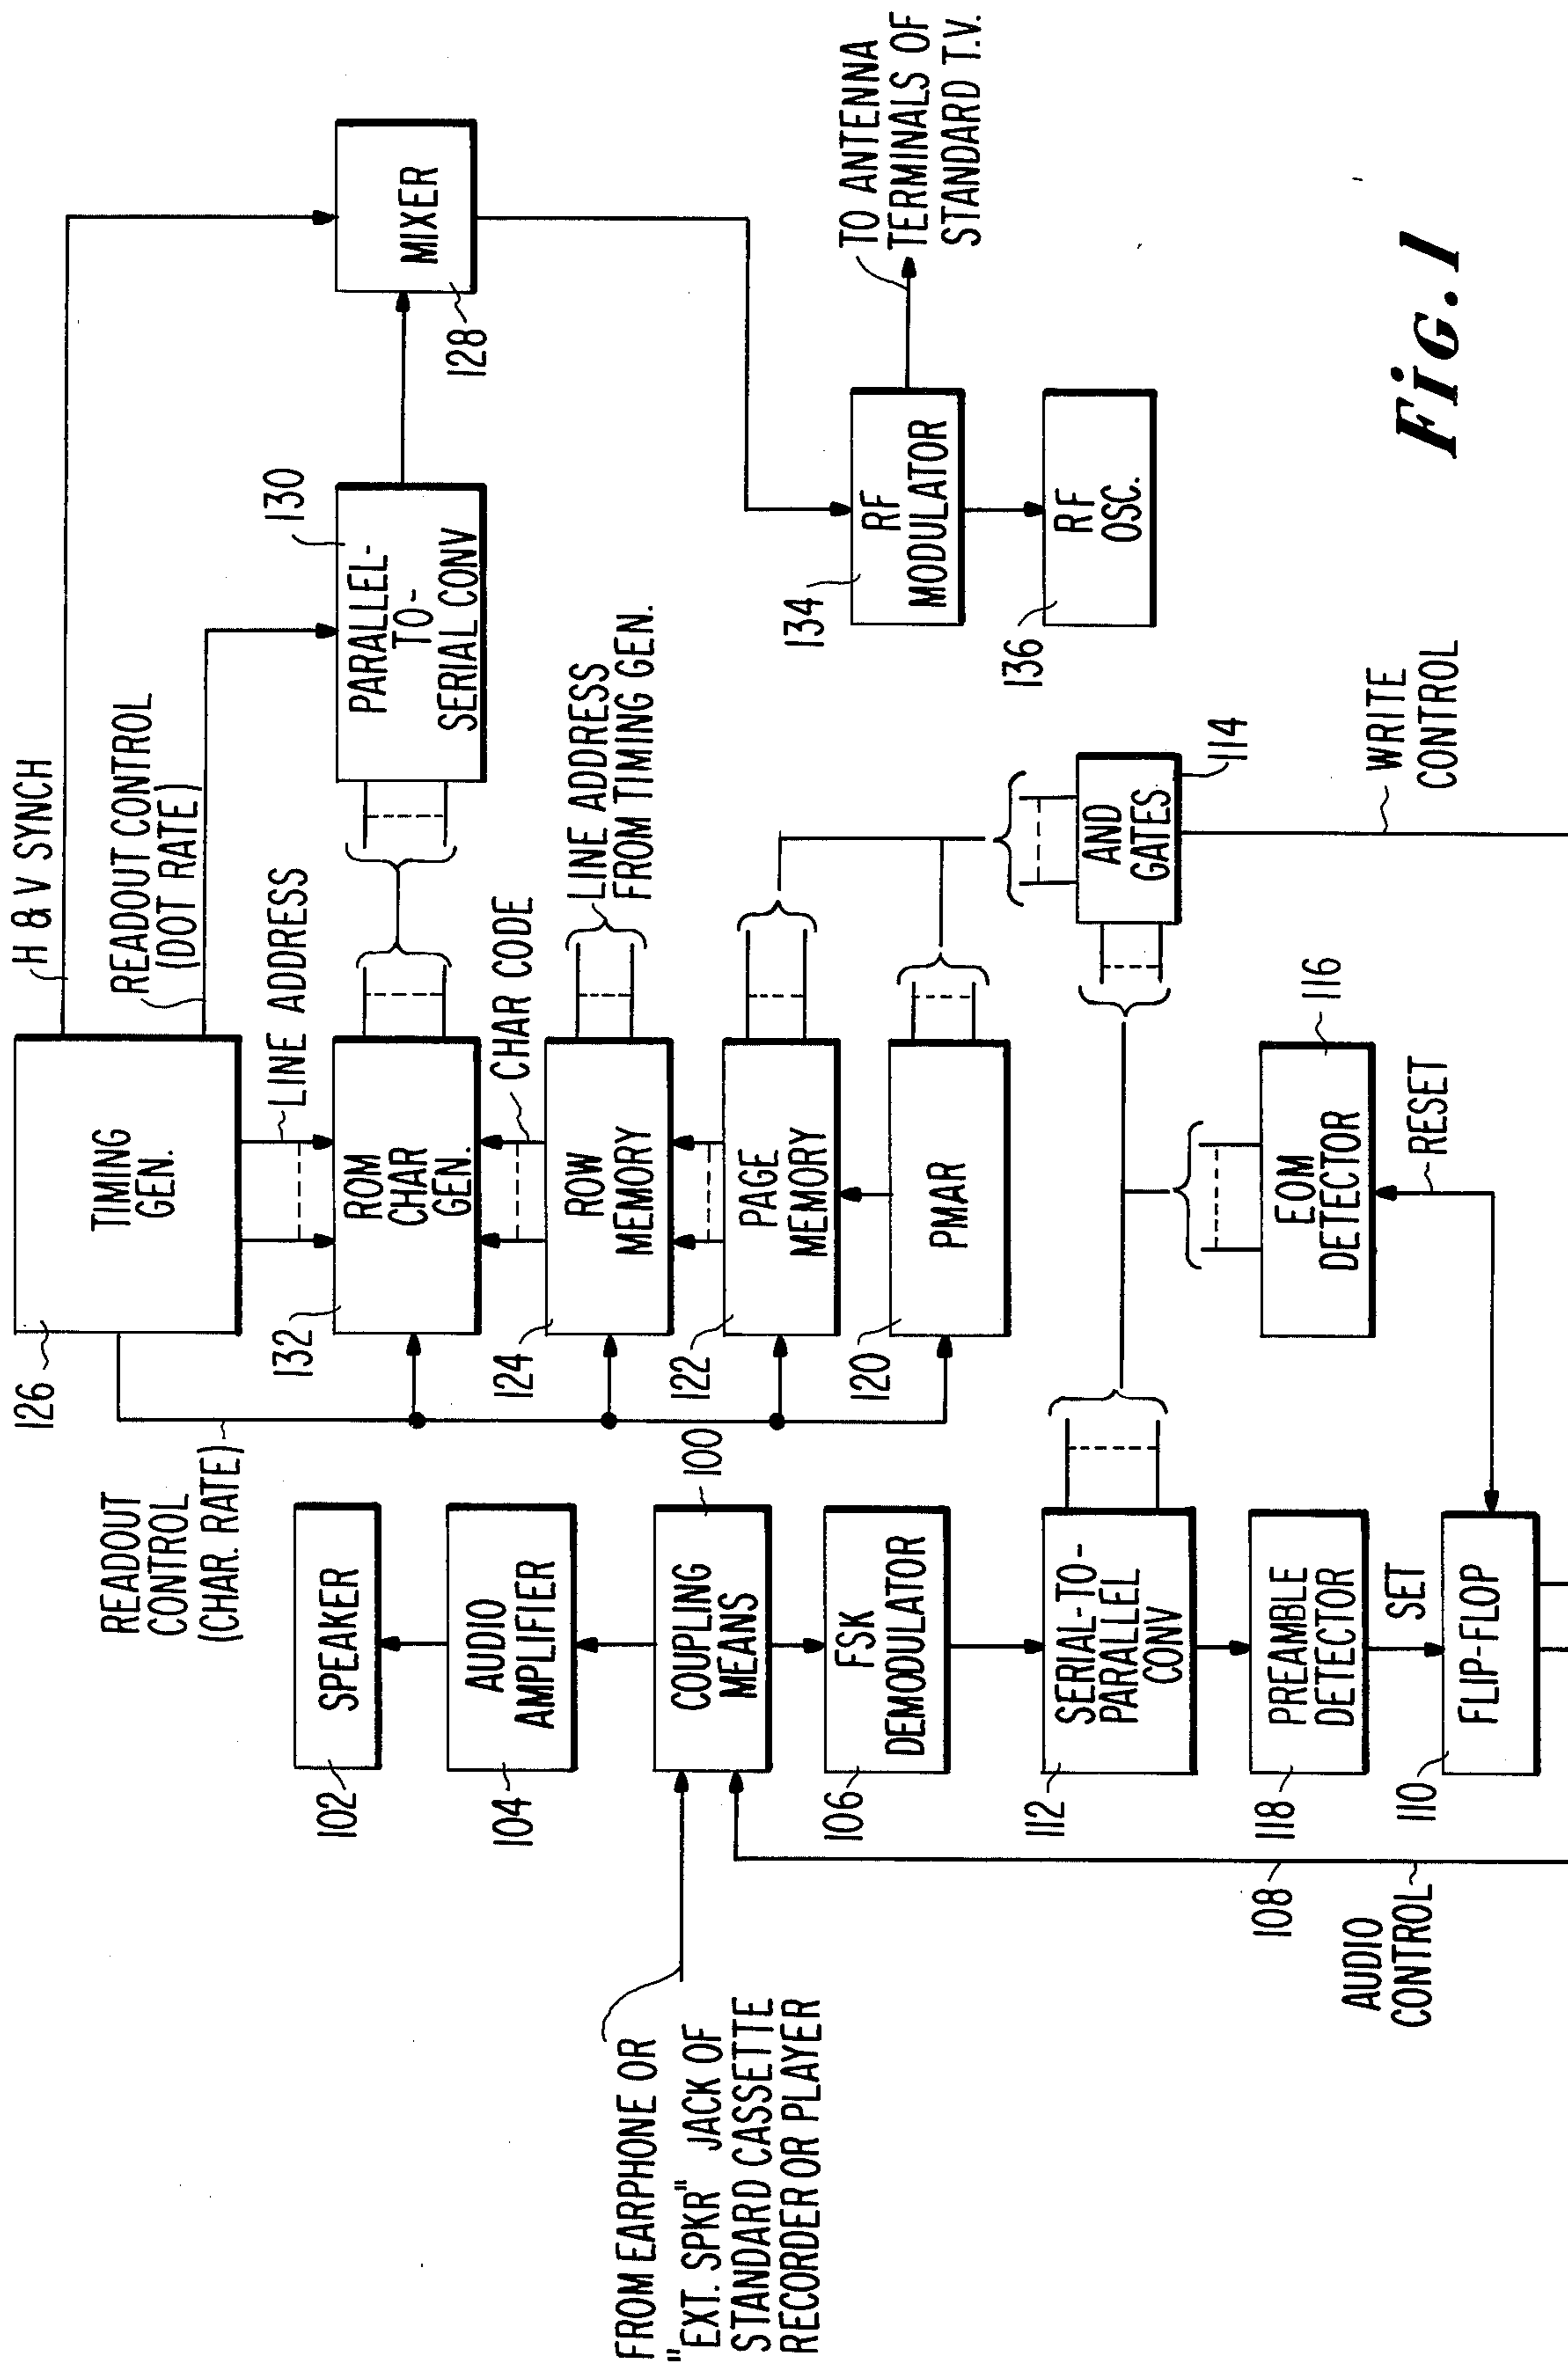 H & V SYNCH
READOUT CONTROL
(DOT RATE)
126
TIMING
GEN.
LINE ADDRESS
READOUT
CONTROL
(CHAR. RATE)
130
PARALLEL-
TO-
SERIAL CONV
MIXER
128
132
ROM
CHAR
GEN.
CHAR CODE
124
ROW
MEMORY
LINE ADDRESS
FROM TIMING GEN.
122
PAGE
MEMORY
120
PMAR
102
SPEAKER
104
AUDIO
AMPLIFIER
100
COUPLING
MEANS
FROM EARPHONE OR
"EXT. SPKR" JACK OF
STANDARD CASSETTE
RECORDER OR PLAYER
106
FSK
DEMODULATOR
134
RF
MODULATOR
TO ANTENNA
TERMINALS OF
STANDARD T.V.
136
RF
OSC.
112
SERIAL-TO-
PARALLEL
CONV
AND
GATES
114
118
PREAMBLE
DETECTOR
EOM
DETECTOR
116
SET
RESET
110
FLIP-FLOP
108
AUDIO
CONTROL
WRITE
CONTROL
FiG. 1